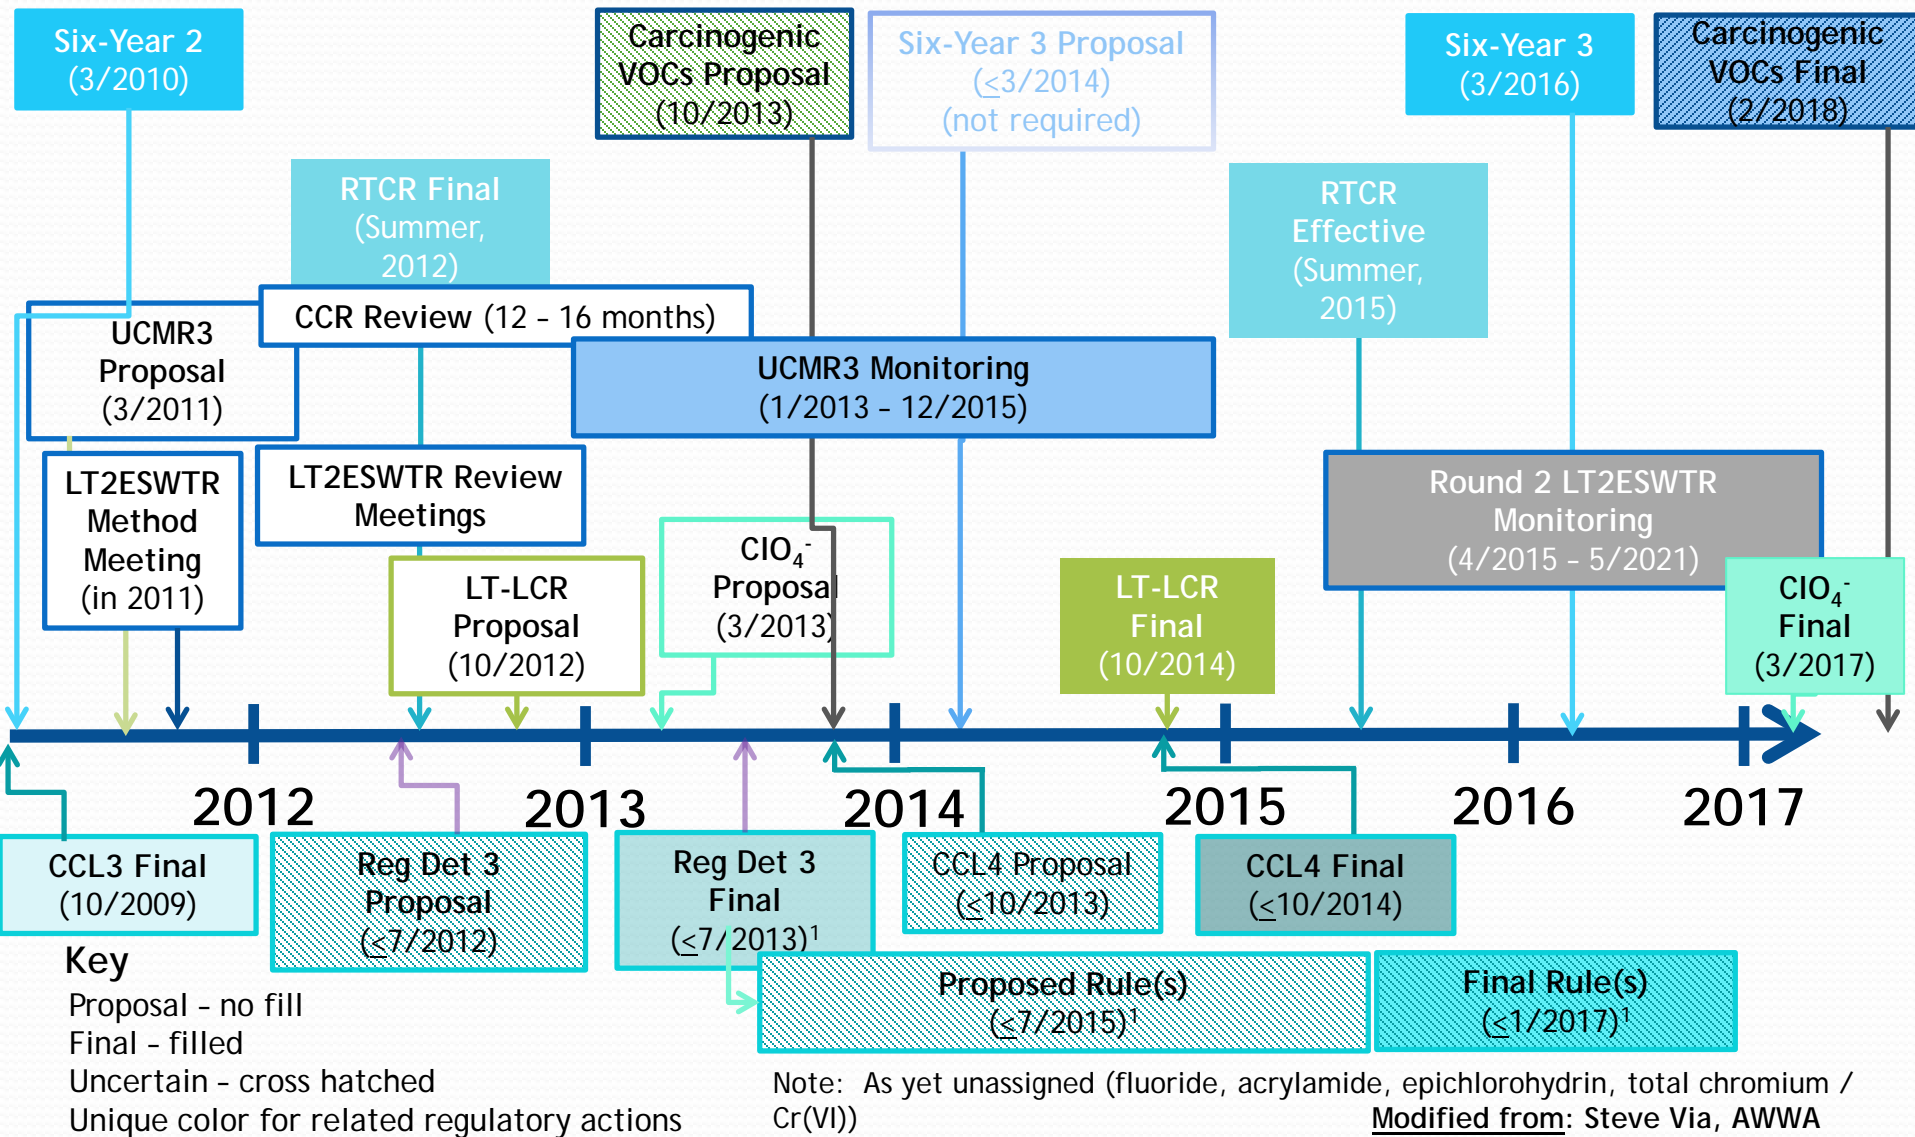 Six-Year 2
(3/2010)
Carcinogenic
VOCs Proposal
(10/2013)
Six-Year 3 Proposal
(≤3/2014)
(not required)
Six-Year 3
(3/2016)
Carcinogenic
VOCs Final
(2/2018)
RTCR Final
(Summer,
2012)
RTCR
Effective
(Summer,
2015)
UCMR3
Proposal
(3/2011)
CCR Review (12 – 16 months)
UCMR3 Monitoring
(1/2013 – 12/2015)
LT2ESWTR
Method
Meeting
(in 2011)
LT2ESWTR Review
Meetings
Round 2 LT2ESWTR
Monitoring
(4/2015 – 5/2021)
LT-LCR
Proposal
(10/2012)
ClO₄⁻
Proposal
(3/2013)
LT-LCR
Final
(10/2014)
ClO₄⁻
Final
(3/2017)
2012 2013 2014 2015 2016 2017
CCL3 Final
(10/2009)
Reg Det 3
Proposal
(≤7/2012)
Reg Det 3
Final
(≤7/2013)¹
CCL4 Proposal
(≤10/2013)
CCL4 Final
(≤10/2014)
Proposed Rule(s)
(≤7/2015)¹
Final Rule(s)
(≤1/2017)¹
Key
Proposal – no fill
Final – filled
Uncertain – cross hatched
Unique color for related regulatory actions
Note: As yet unassigned (fluoride, acrylamide, epichlorohydrin, total chromium /
Cr(VI))
Modified from: Steve Via, AWWA